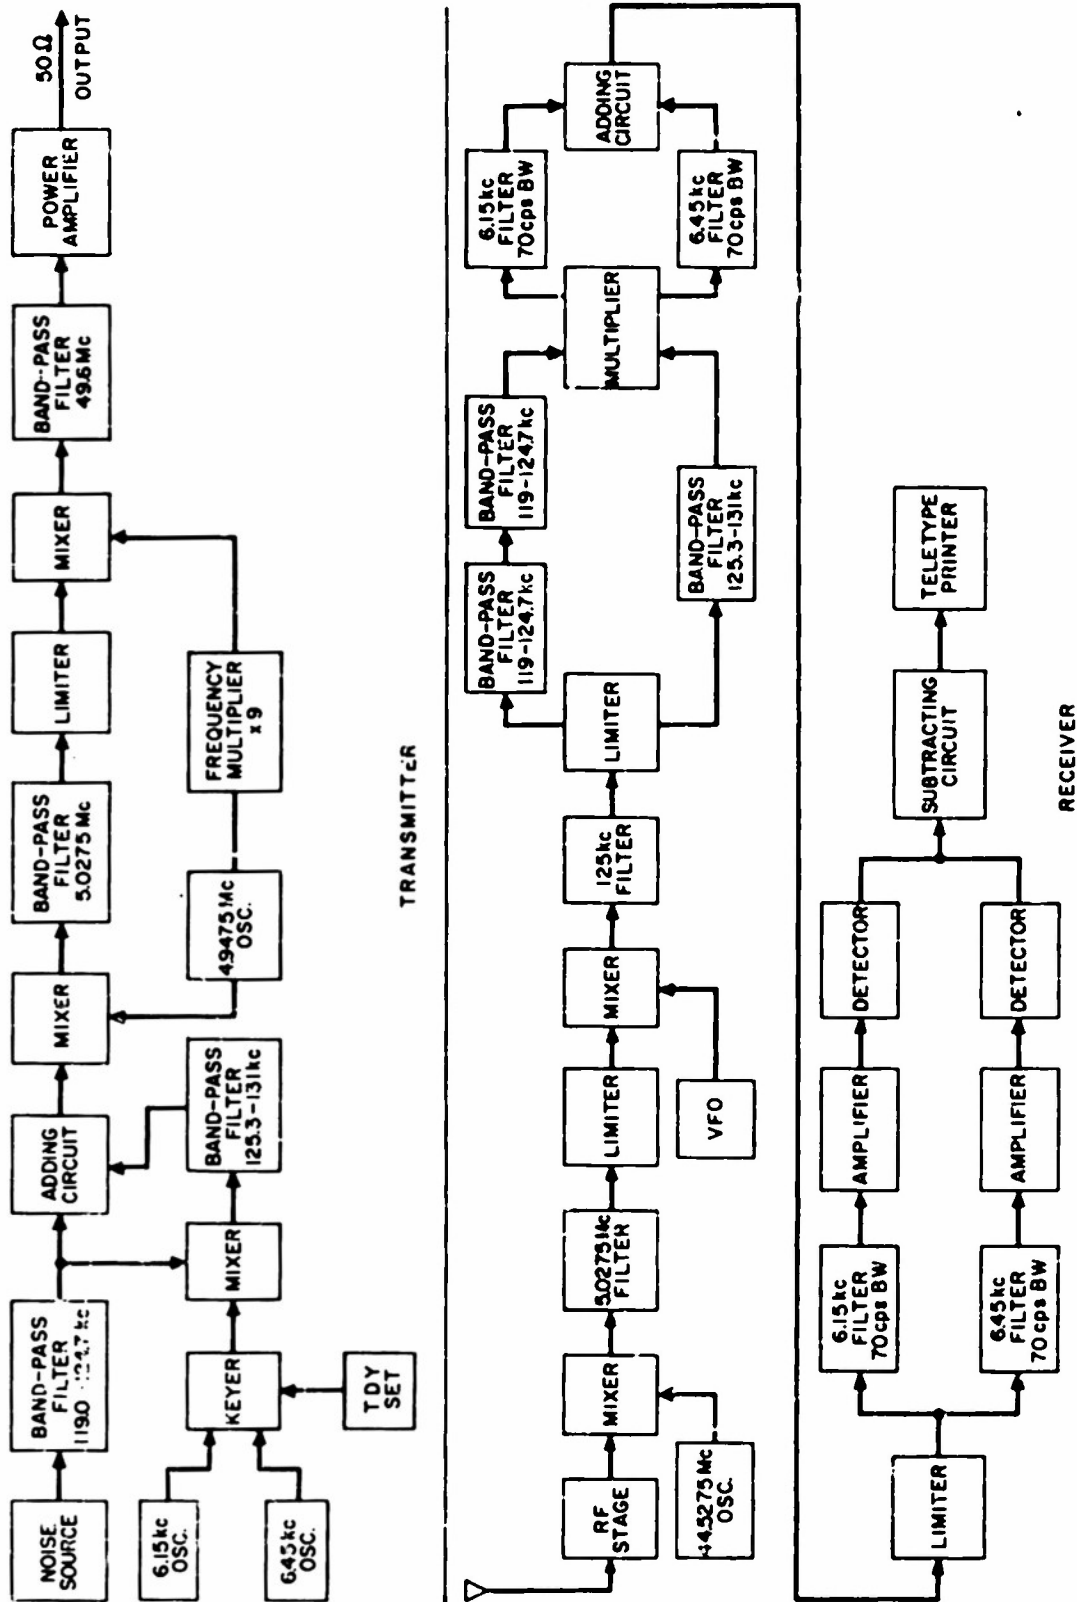 NOISE
SOURCE
BAND-PASS
FILTER
119.0-124.7 kc
ADDING
CIRCUIT
MIXER
BAND-PASS
FILTER
5.0275 Mc
LIMITER
MIXER
BAND-PASS
FILTER
49.6 Mc
POWER
AMPLIFIER
50Ω
OUTPUT
6.15 kc
OSC.
6.45 kc
OSC.
KEYER
TDY
SET
MIXER
BAND-PASS
FILTER
125.3-131 kc
4.9475 Mc
OSC.
FREQUENCY
MULTIPLIER
x 9
TRANSMITTER
RF
STAGE
MIXER
44.5275 Mc
OSC.
5.0275 Mc
FILTER
LIMITER
MIXER
VFO
125 kc
FILTER
LIMITER
BAND-PASS
FILTER
119-124.7 kc
BAND-PASS
FILTER
119-124.7 kc
BAND-PASS
FILTER
125.3-131 kc
MULTIPLIER
6.15 kc
FILTER
70 cps BW
6.45 kc
FILTER
70 cps BW
ADDING
CIRCUIT
LIMITER
6.15 kc
FILTER
70 cps BW
6.45 kc
FILTER
70 cps BW
AMPLIFIER
AMPLIFIER
DETECTOR
DETECTOR
SUBTRACTING
CIRCUIT
TELETYPE
PRINTER
RECEIVER